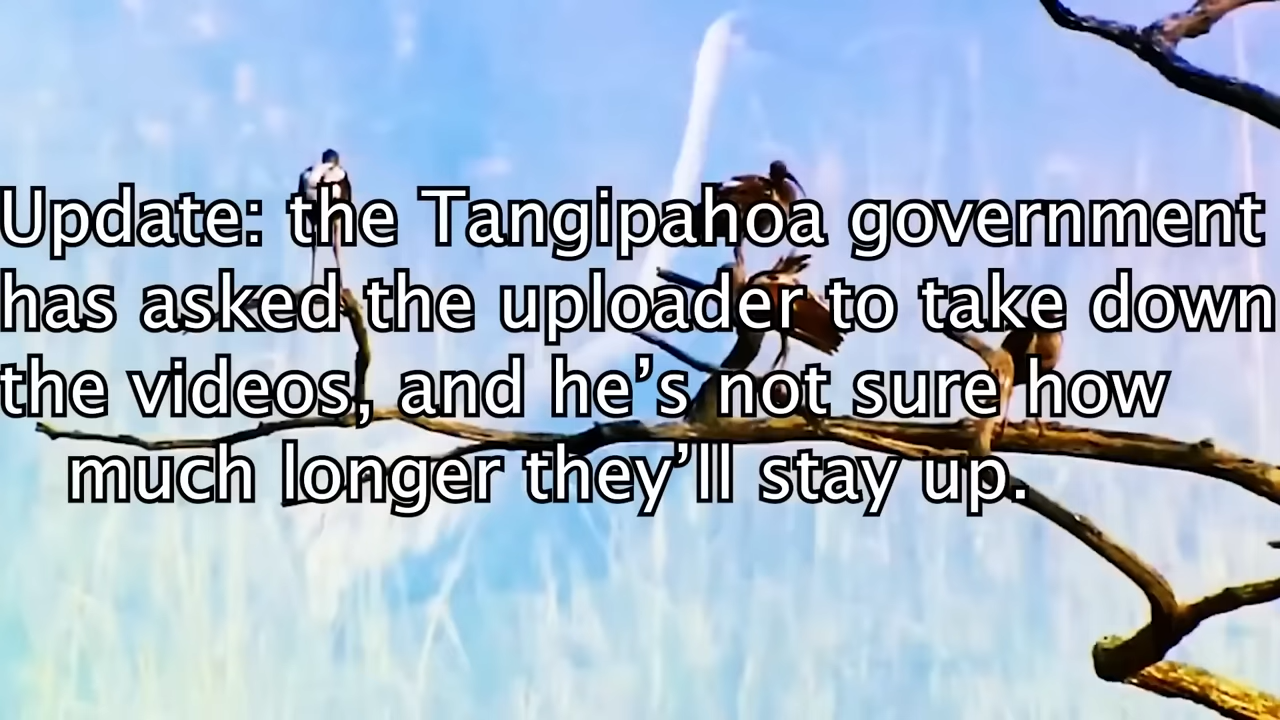 Update: the Tangipahoa government
has asked the uploader to take down
the videos, and he’s not sure how
much longer they’ll stay up.